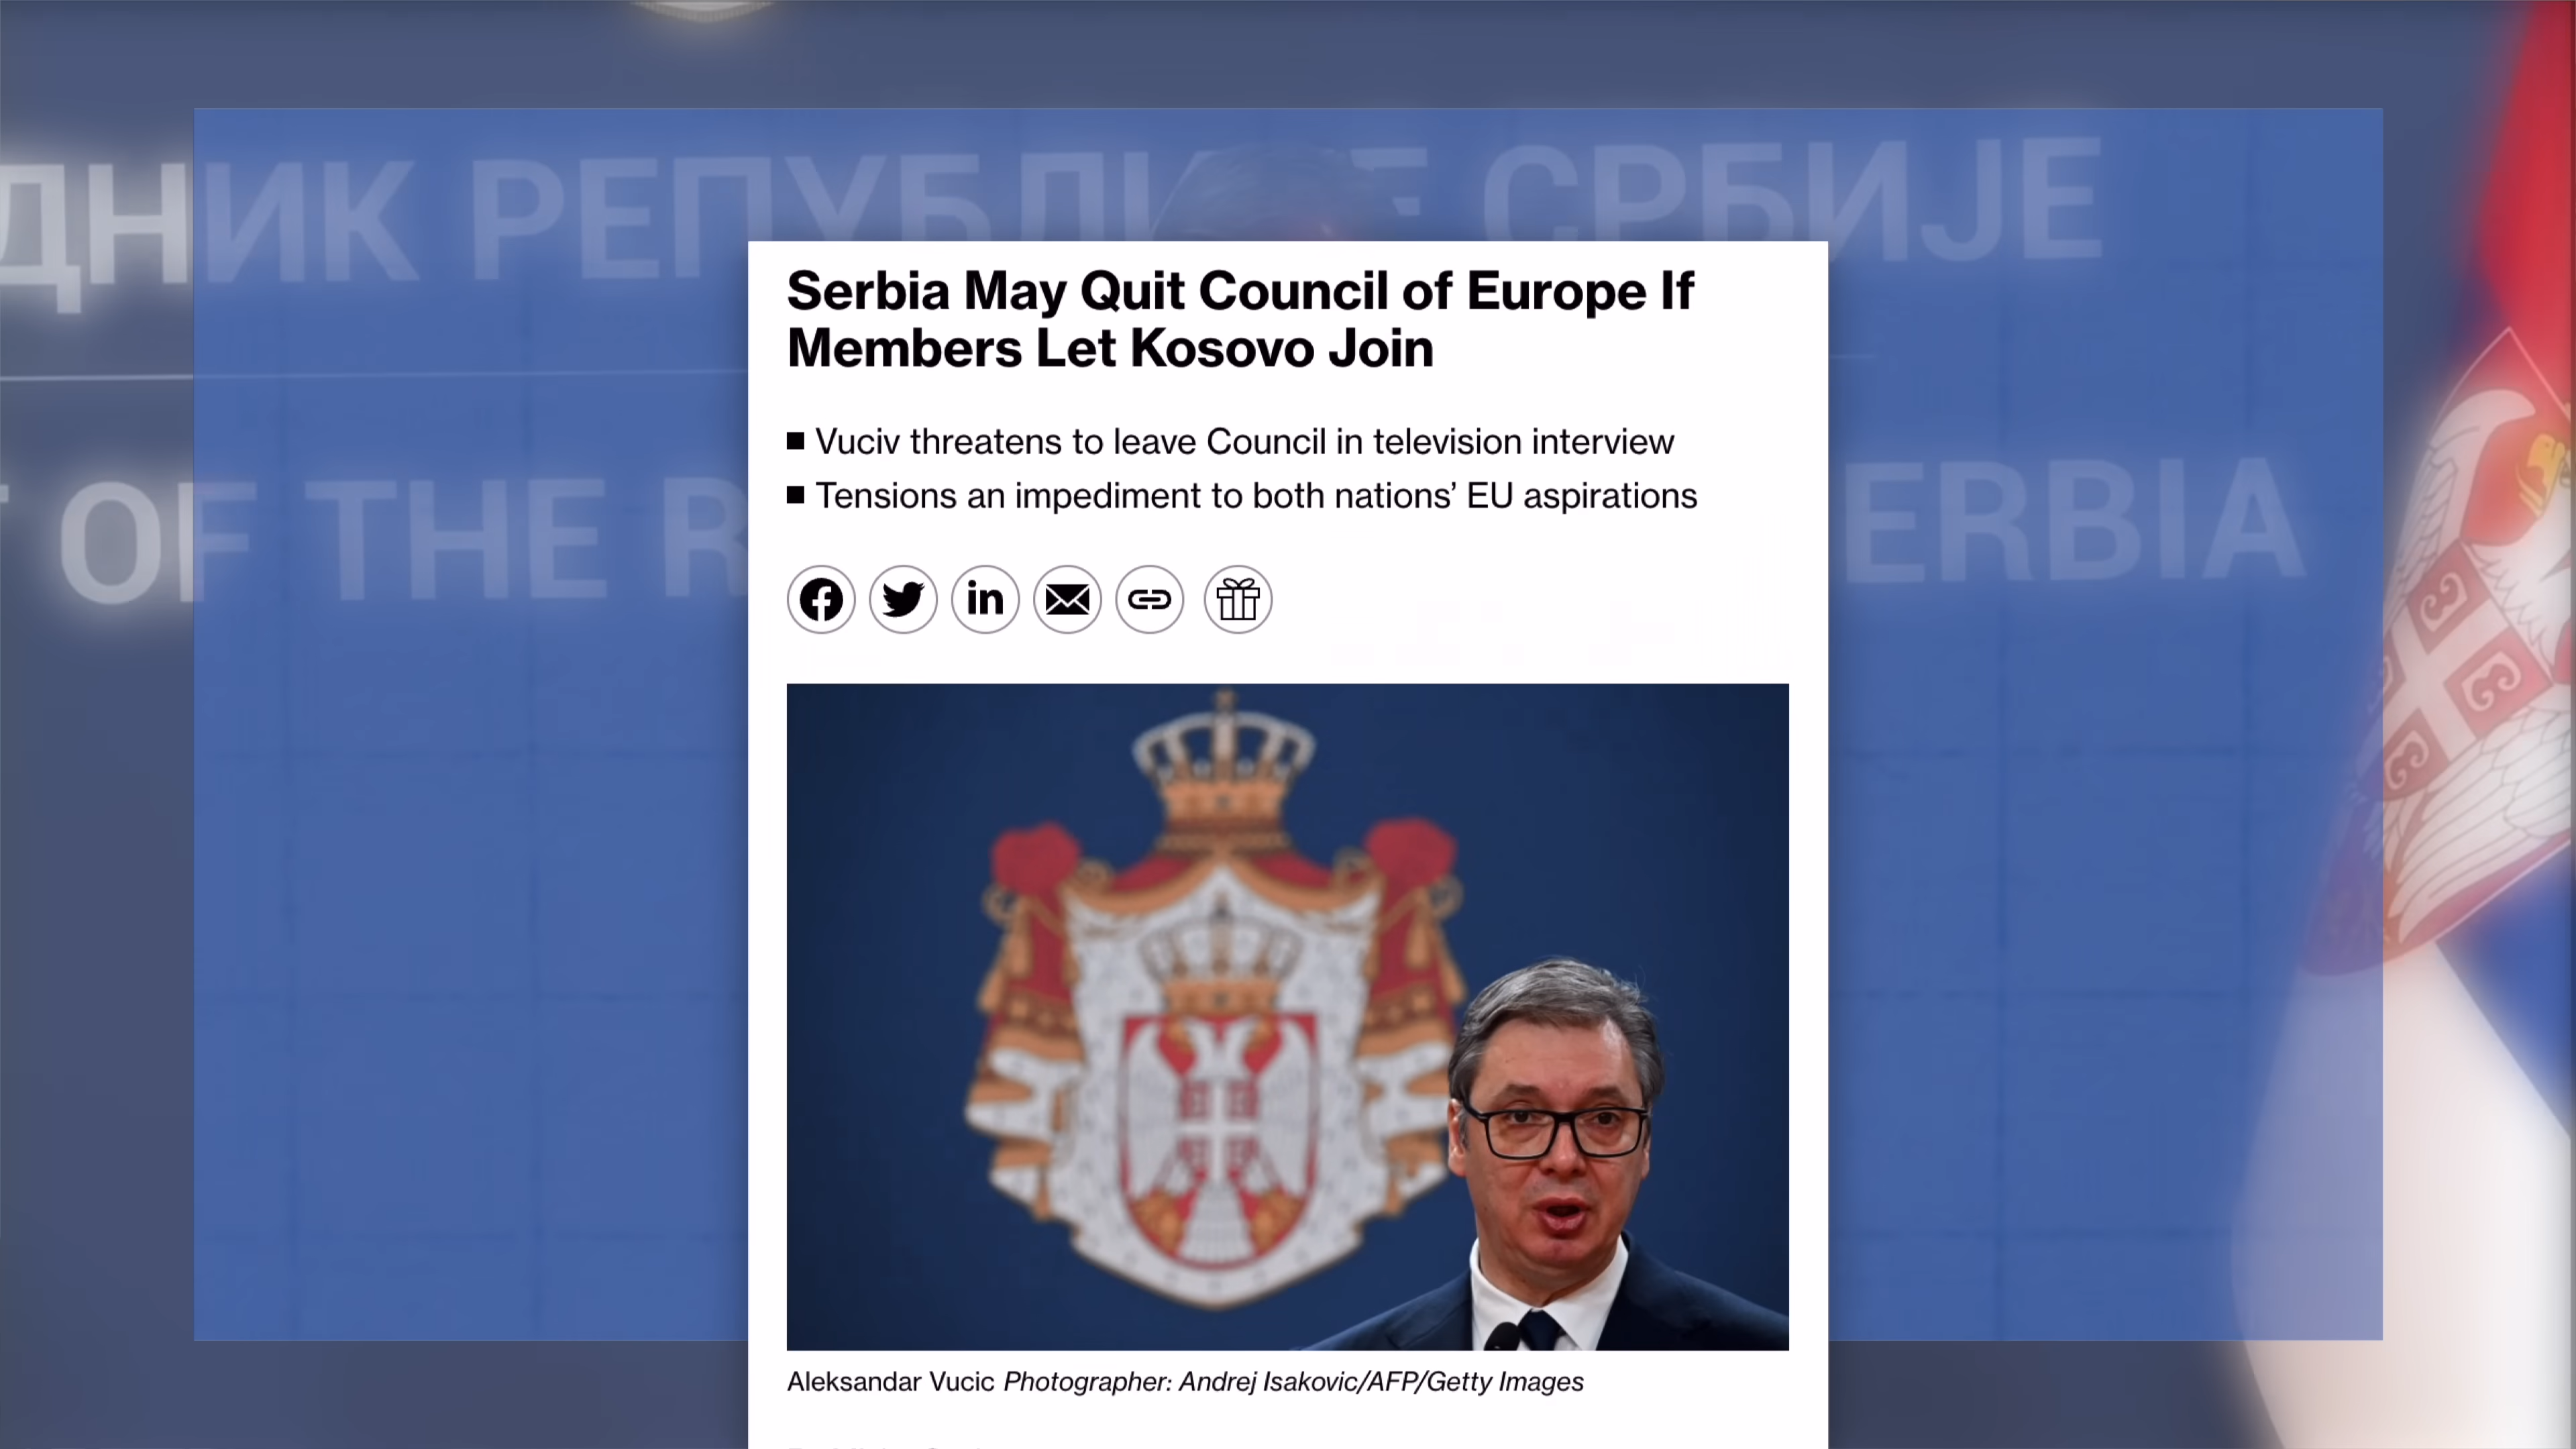 ДНИК РЕПУБЛИ СРБИЈЕ
T OF THE R ERBIA
Serbia May Quit Council of Europe If
Members Let Kosovo Join
Vuciv threatens to leave Council in television interview
Tensions an impediment to both nations’ EU aspirations
Aleksandar Vucic Photographer: Andrej Isakovic/AFP/Getty Images